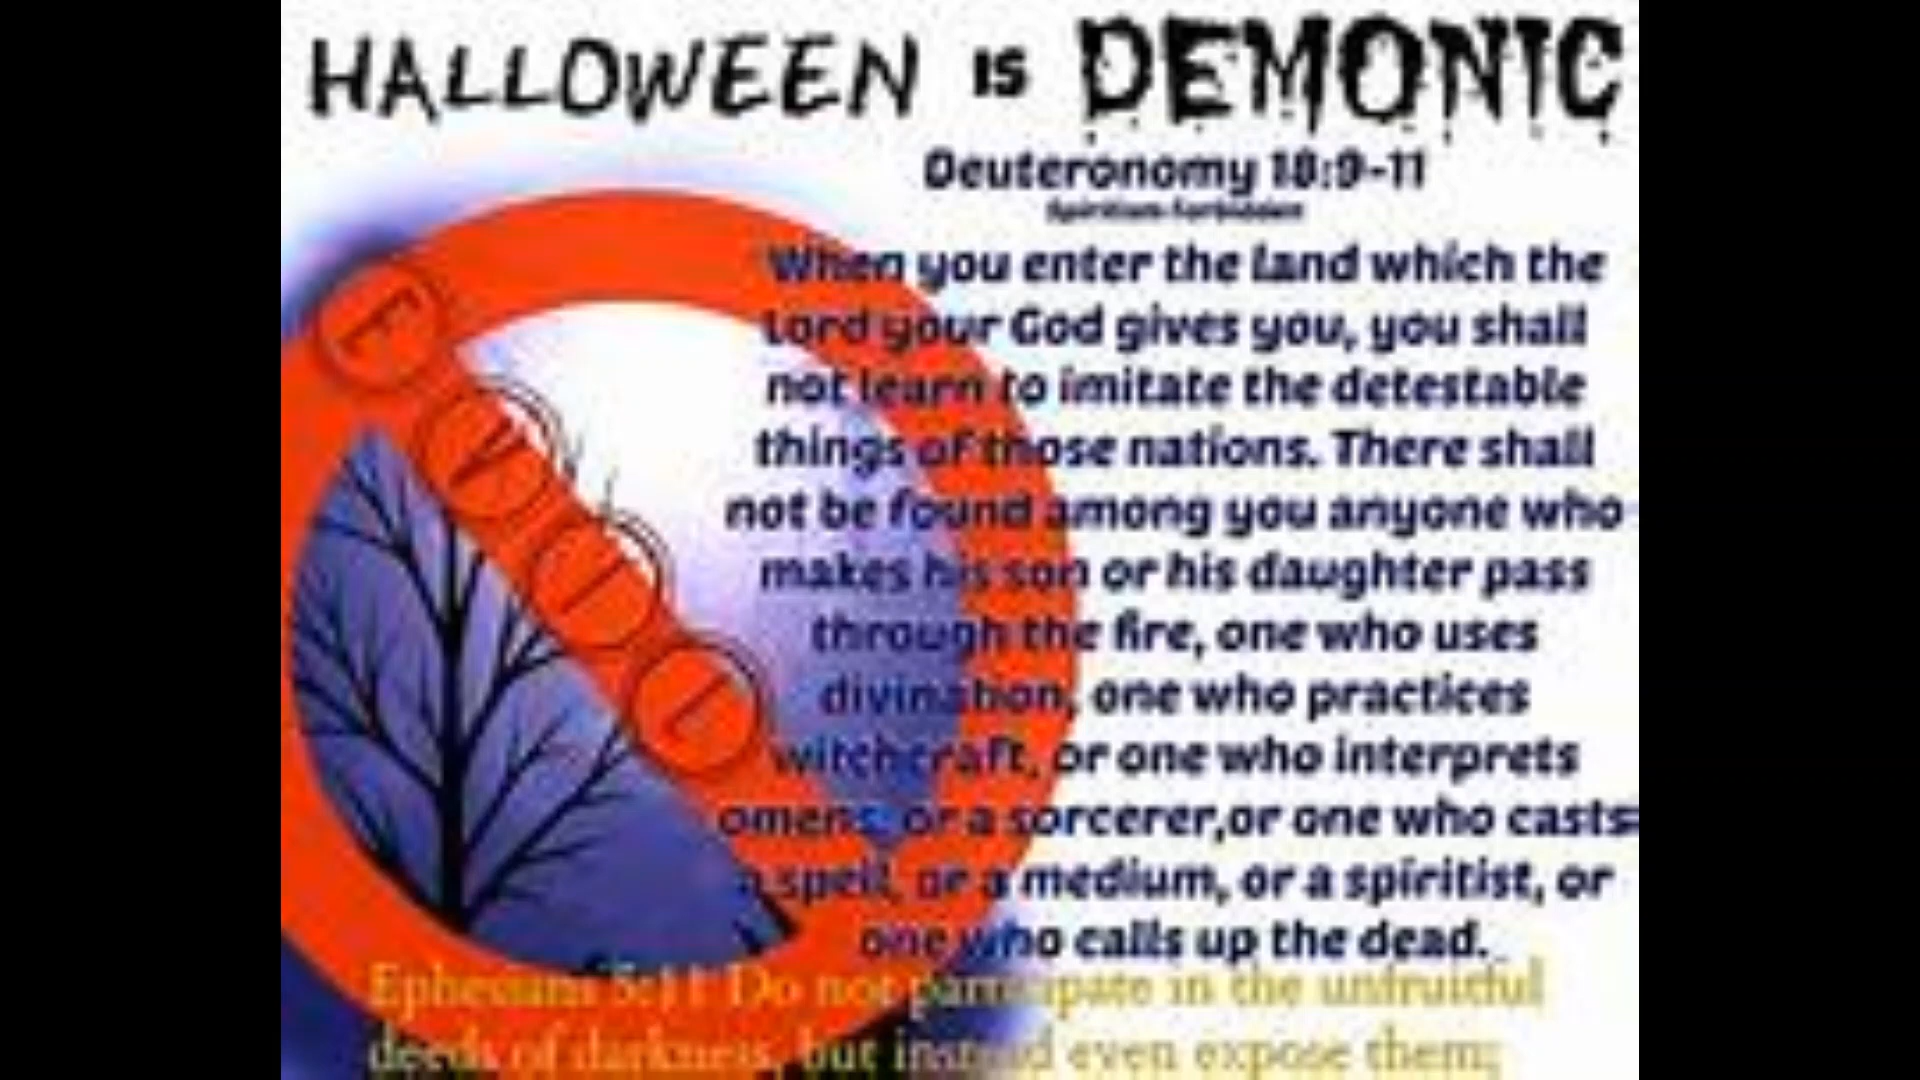 HALLOWEEN IS DEMONIC
Deuteronomy 18:9-11
Spiritism Forbidden
When you enter the land which the
Lord your God gives you, you shall
not learn to imitate the detestable
things of those nations. There shall
not be found among you anyone who
makes his son or his daughter pass
through the fire, one who uses
divination, one who practices
witchcraft, or one who interprets
omens, or a sorcerer,or one who casts
a spell, or a medium, or a spiritist, or
one who calls up the dead.
EVIL
Ephesians 5:11 Do not participate in the unfruitful
deeds of darkness, but instead even expose them;